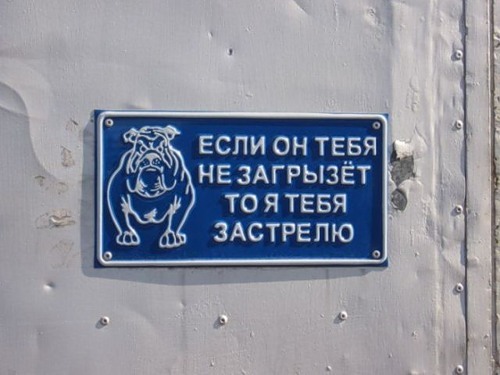 ЕСЛИ ОН ТЕБЯ
НЕ ЗАГРЫЗЁТ
ТО Я ТЕБЯ
ЗАСТРЕЛЮ